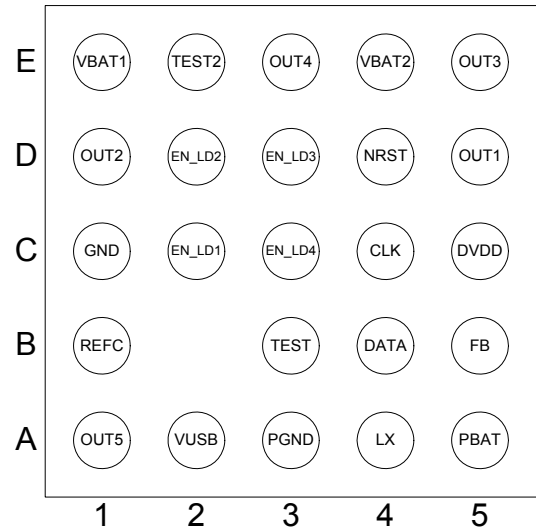 E VBAT1 TEST2 OUT4 VBAT2 OUT3
D OUT2 EN_LD2 EN_LD3 NRST OUT1
C GND EN_LD1 EN_LD4 CLK DVDD
B REFC TEST DATA FB
A OUT5 VUSB PGND LX PBAT
1 2 3 4 5